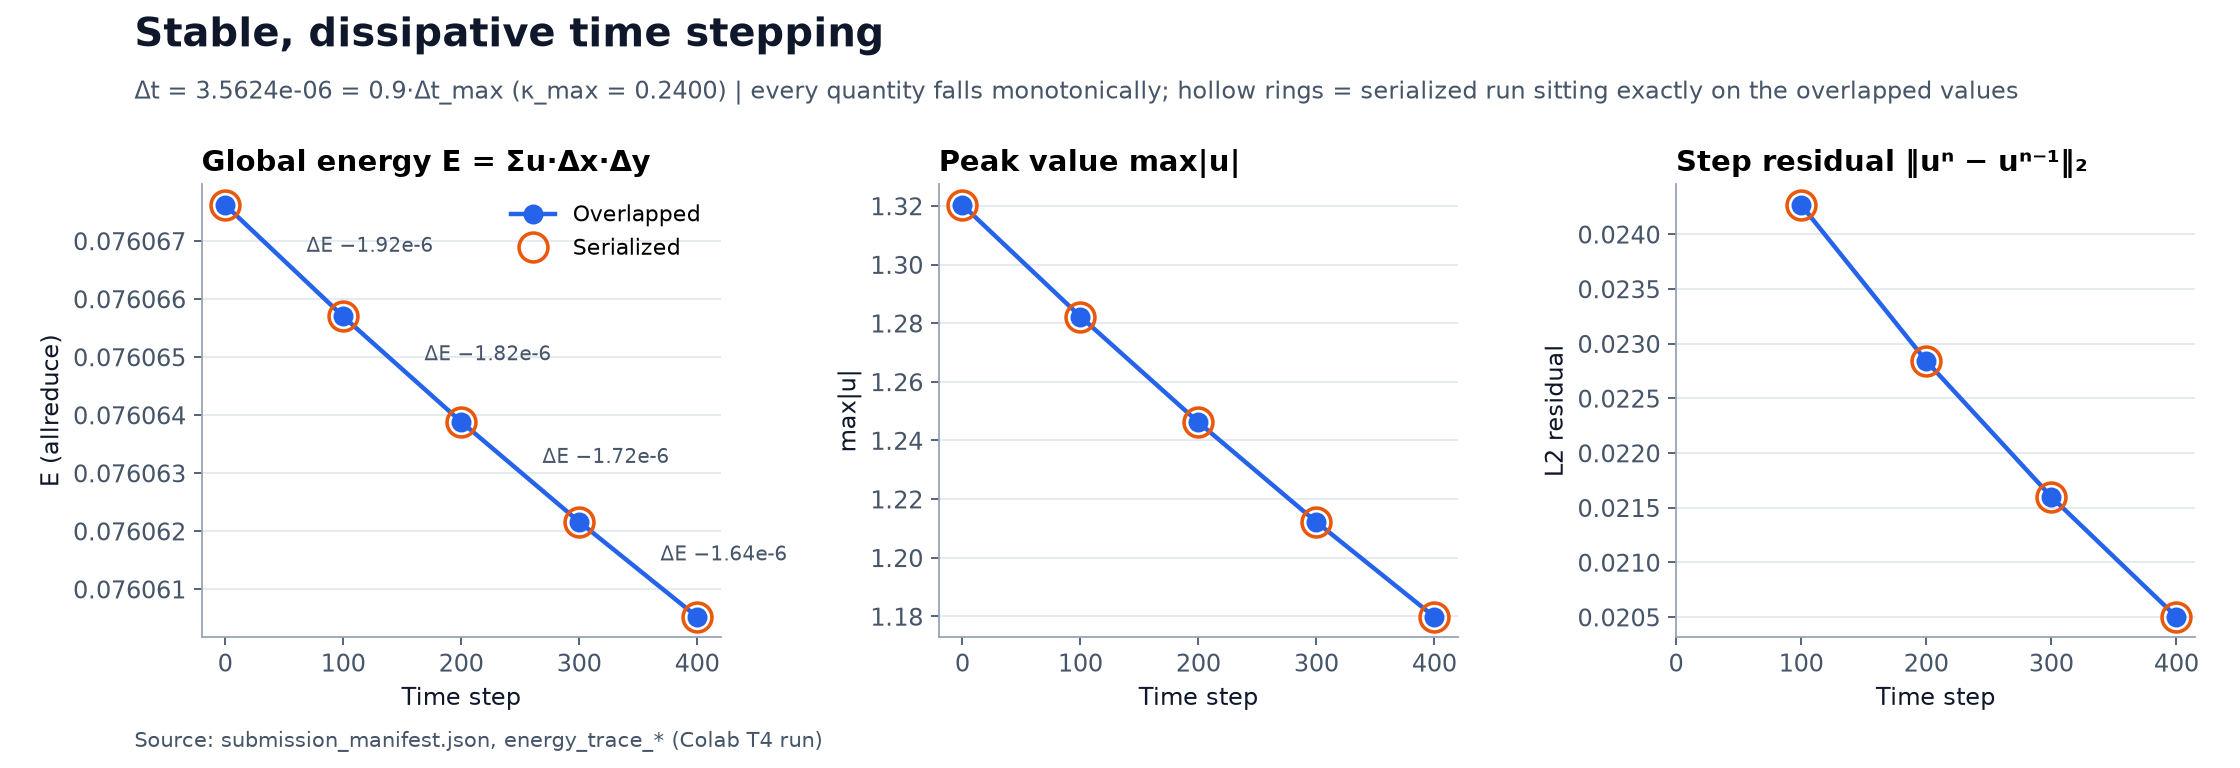 Stable, dissipative time stepping
Δt = 3.5624e-06 = 0.9·Δt_max (κ_max = 0.2400) | every quantity falls monotonically; hollow rings = serialized run sitting exactly on the overlapped values
Global energy E = Σu·Δx·Δy
E (allreduce)
0.076067
0.076066
0.076065
0.076064
0.076063
0.076062
0.076061
Overlapped
Serialized
ΔE −1.92e-6
ΔE −1.82e-6
ΔE −1.72e-6
ΔE −1.64e-6
0 100 200 300 400
Time step
Peak value max|u|
max|u|
1.32
1.30
1.28
1.26
1.24
1.22
1.20
1.18
0 100 200 300 400
Time step
Step residual ‖uⁿ − uⁿ⁻¹‖₂
L2 residual
0.0240
0.0235
0.0230
0.0225
0.0220
0.0215
0.0210
0.0205
0 100 200 300 400
Time step
Source: submission_manifest.json, energy_trace_* (Colab T4 run)